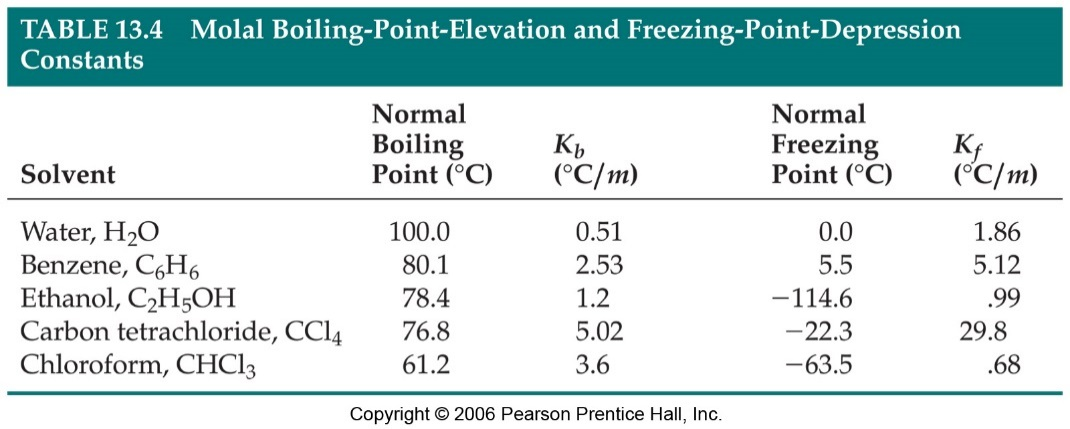 TABLE 13.4 Molal Boiling-Point-Elevation and Freezing-Point-Depression
Constants
Normal Normal
Boiling K_b Freezing K_f
Solvent Point (°C) (°C/m) Point (°C) (°C/m)
Water, H₂O 100.0 0.51 0.0 1.86
Benzene, C₆H₆ 80.1 2.53 5.5 5.12
Ethanol, C₂H₅OH 78.4 1.2 −114.6 .99
Carbon tetrachloride, CCl₄ 76.8 5.02 −22.3 29.8
Chloroform, CHCl₃ 61.2 3.6 −63.5 .68
Copyright © 2006 Pearson Prentice Hall, Inc.